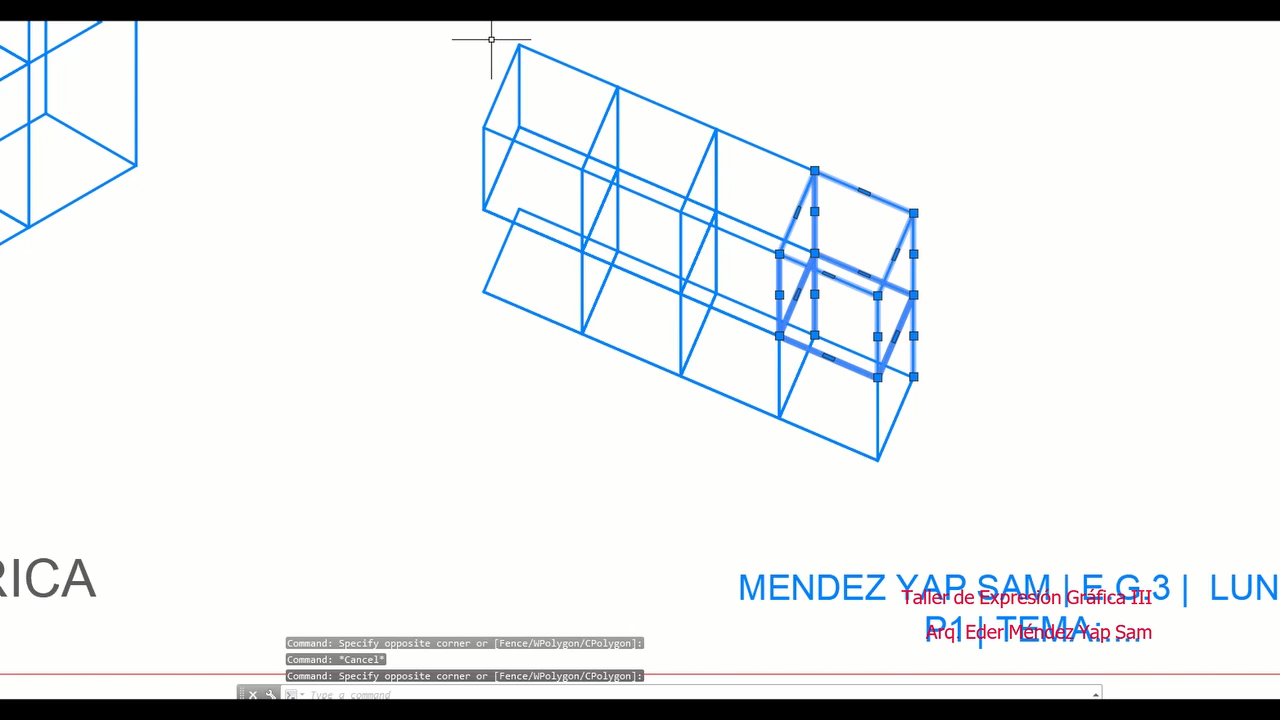 RICA
MENDEZ YAP SAM | E.G.3 | LUN
Taller de Expresión Gráfica III
P1 | TEMA:....
Arq. Eder Méndez Yap Sam
Command: Specify opposite corner or [Fence/WPolygon/CPolygon]:
Command: *Cancel*
Command: Specify opposite corner or [Fence/WPolygon/CPolygon]:
Type a command